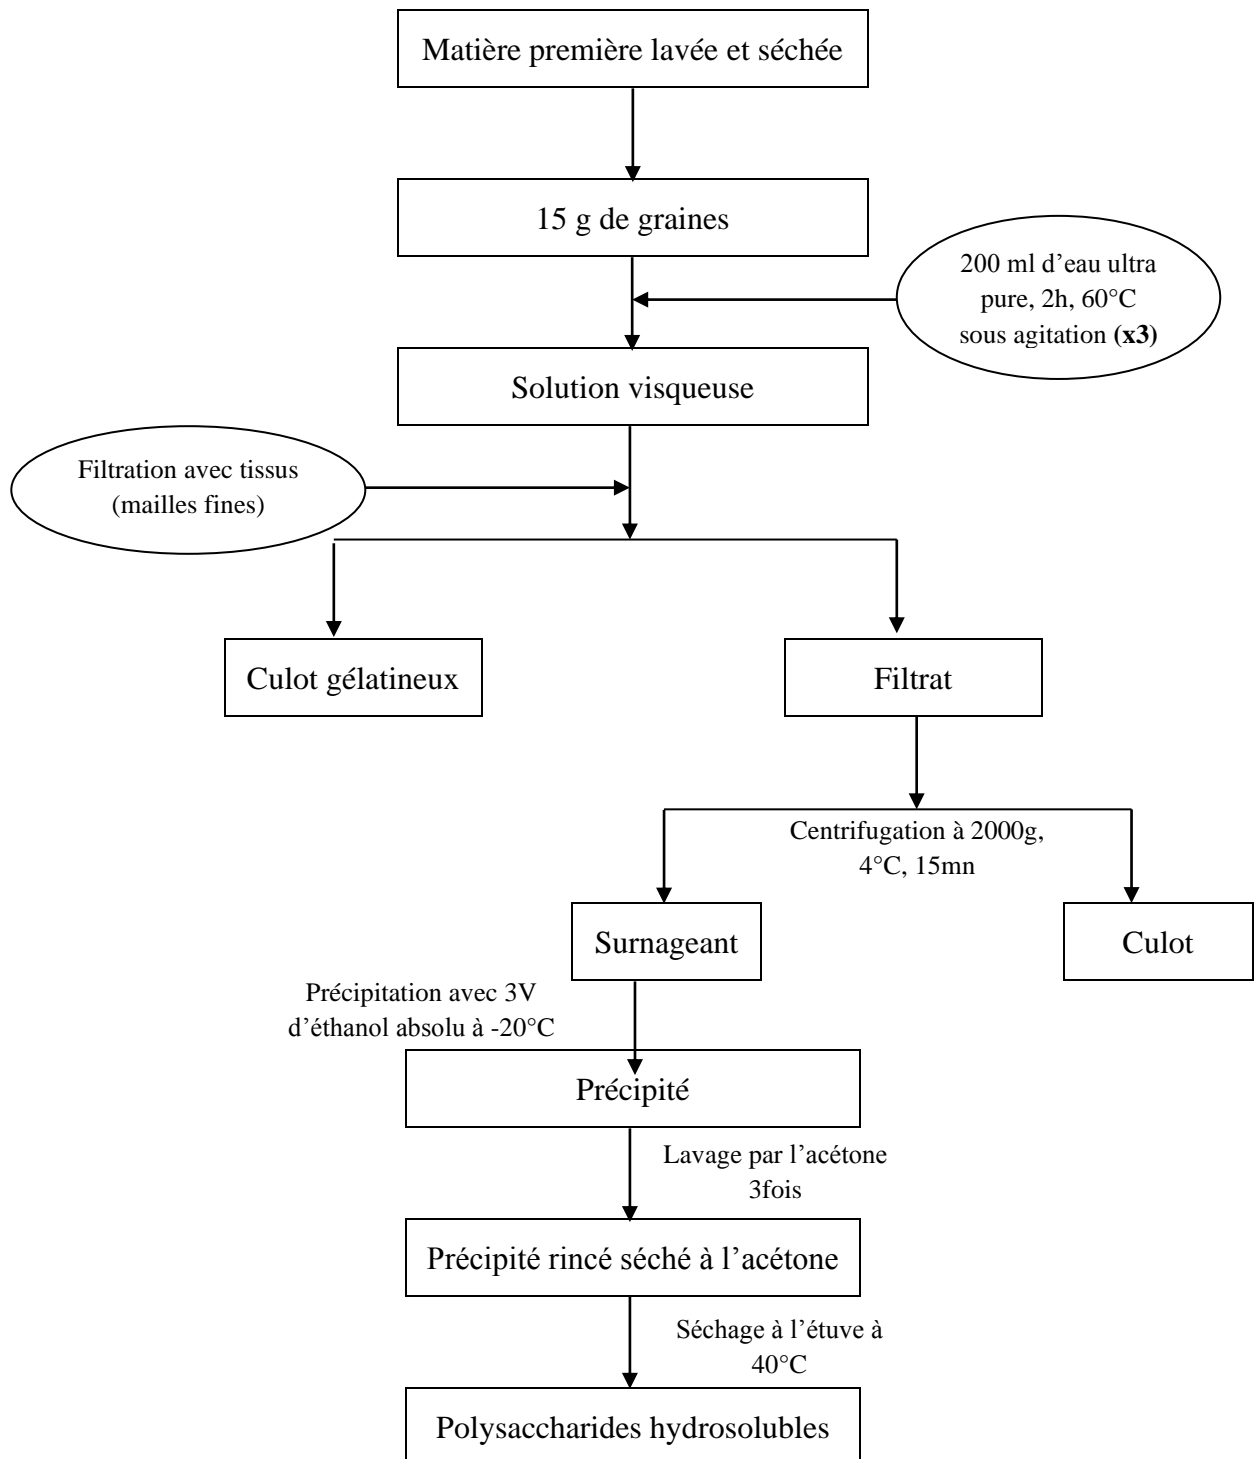 Matière première lavée et séchée
15 g de graines
200 ml d’eau ultra
pure, 2h, 60°C
sous agitation (x3)
Solution visqueuse
Filtration avec tissus
(mailles fines)
Culot gélatineux
Filtrat
Centrifugation à 2000g,
4°C, 15mn
Surnageant
Culot
Précipitation avec 3V
d’éthanol absolu à -20°C
Précipité
Lavage par l’acétone
3fois
Précipité rincé séché à l’acétone
Séchage à l’étuve à
40°C
Polysaccharides hydrosolubles